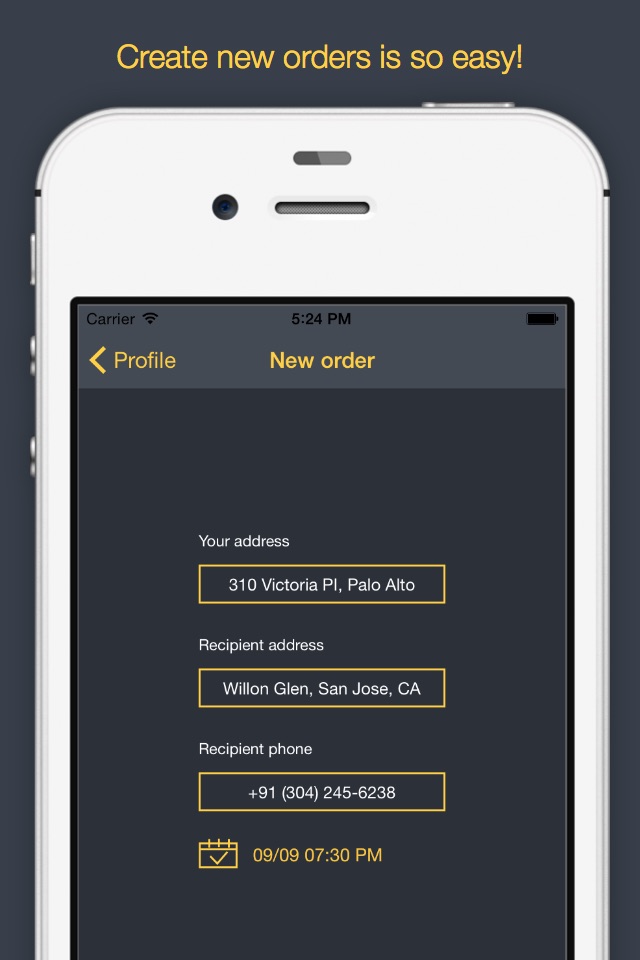 Create new orders is so easy!
Carrier 5:24 PM
Profile New order
Your address
310 Victoria Pl, Palo Alto
Recipient address
Willon Glen, San Jose, CA
Recipient phone
+91 (304) 245-6238
09/09 07:30 PM